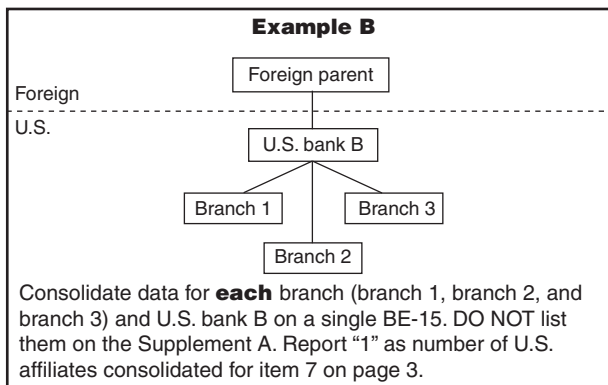 Example B
Foreign parent
Foreign
U.S.
U.S. bank B
Branch 1
Branch 3
Branch 2
Consolidate data for each branch (branch 1, branch 2, and
branch 3) and U.S. bank B on a single BE-15. DO NOT list
them on the Supplement A. Report “1” as number of U.S.
affiliates consolidated for item 7 on page 3.